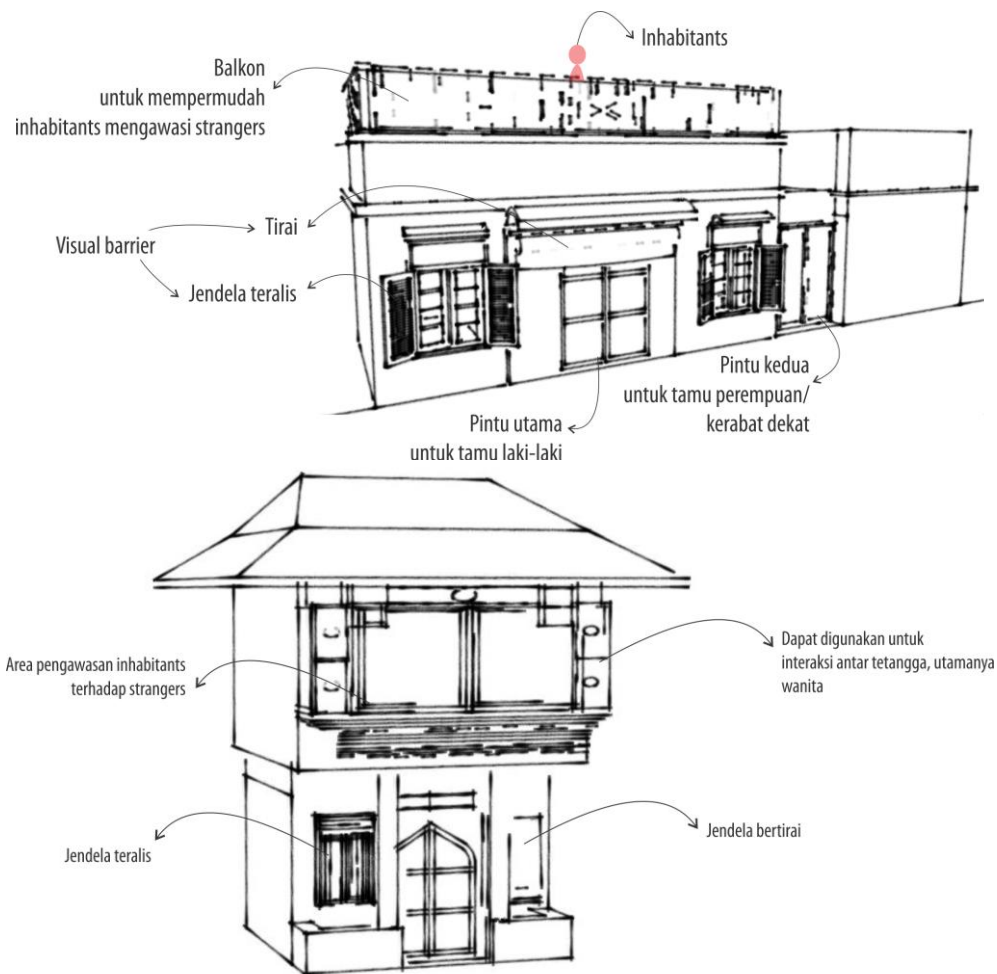 Inhabitants
Balkon
untuk mempermudah
inhabitants mengawasi strangers
Tirai
Visual barrier
Jendela teralis
Pintu kedua
untuk tamu perempuan/
kerabat dekat
Pintu utama
untuk tamu laki-laki
Area pengawasan inhabitants
terhadap strangers
Dapat digunakan untuk
interaksi antar tetangga, utamanya
wanita
Jendela teralis
Jendela bertirai